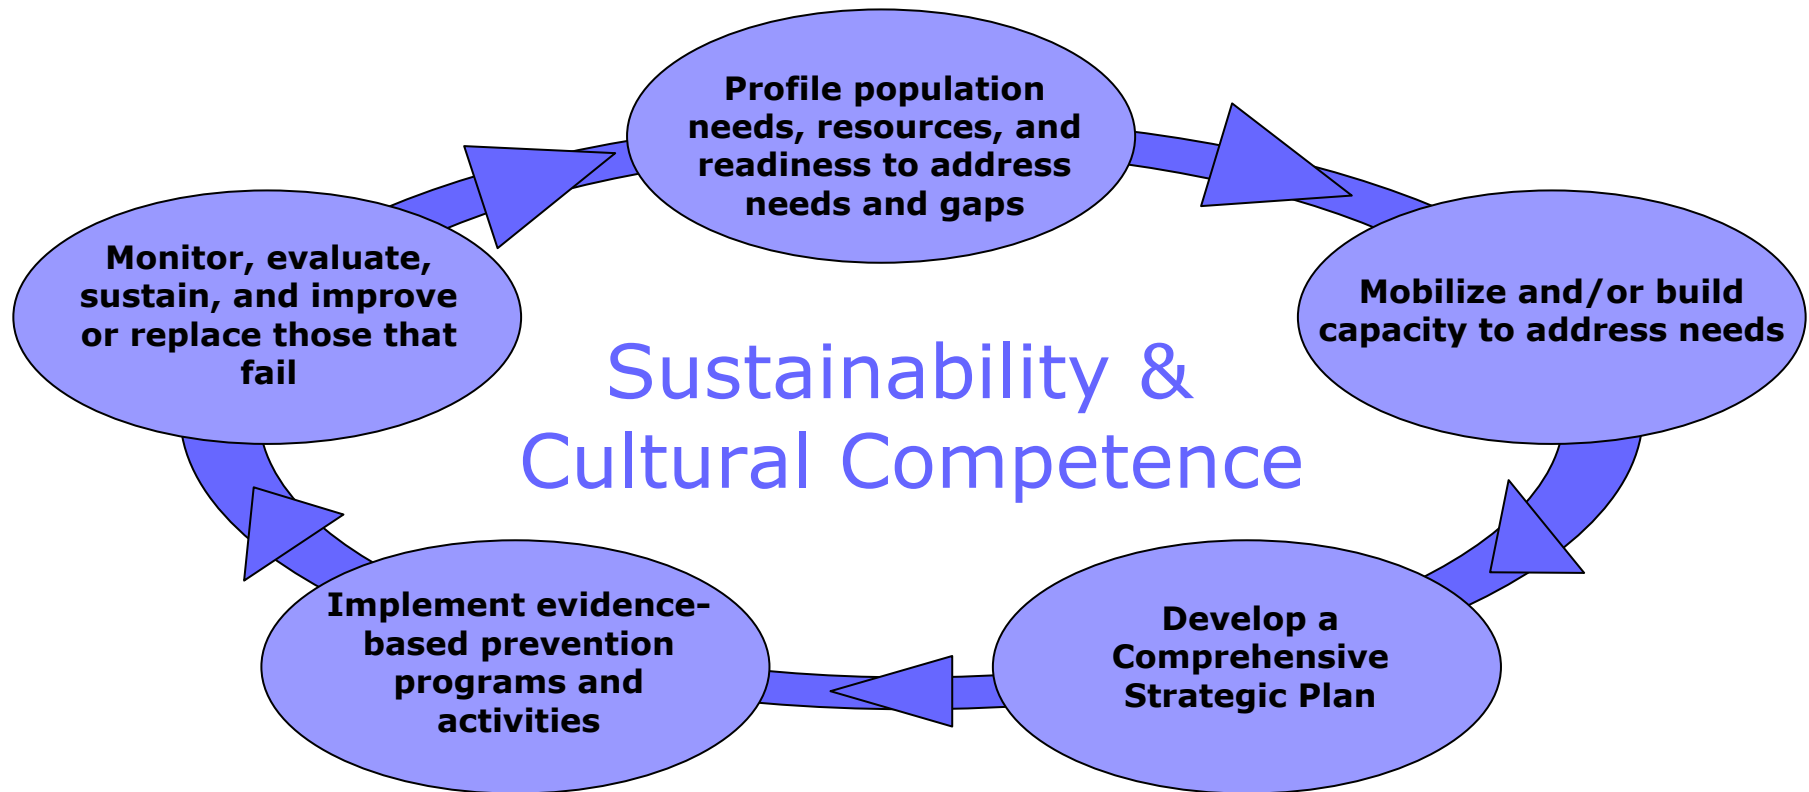 Profile population
needs, resources, and
readiness to address
needs and gaps
Mobilize and/or build
capacity to address needs
Develop a
Comprehensive
Strategic Plan
Implement evidence-
based prevention
programs and
activities
Monitor, evaluate,
sustain, and improve
or replace those that
fail
Sustainability &
Cultural Competence